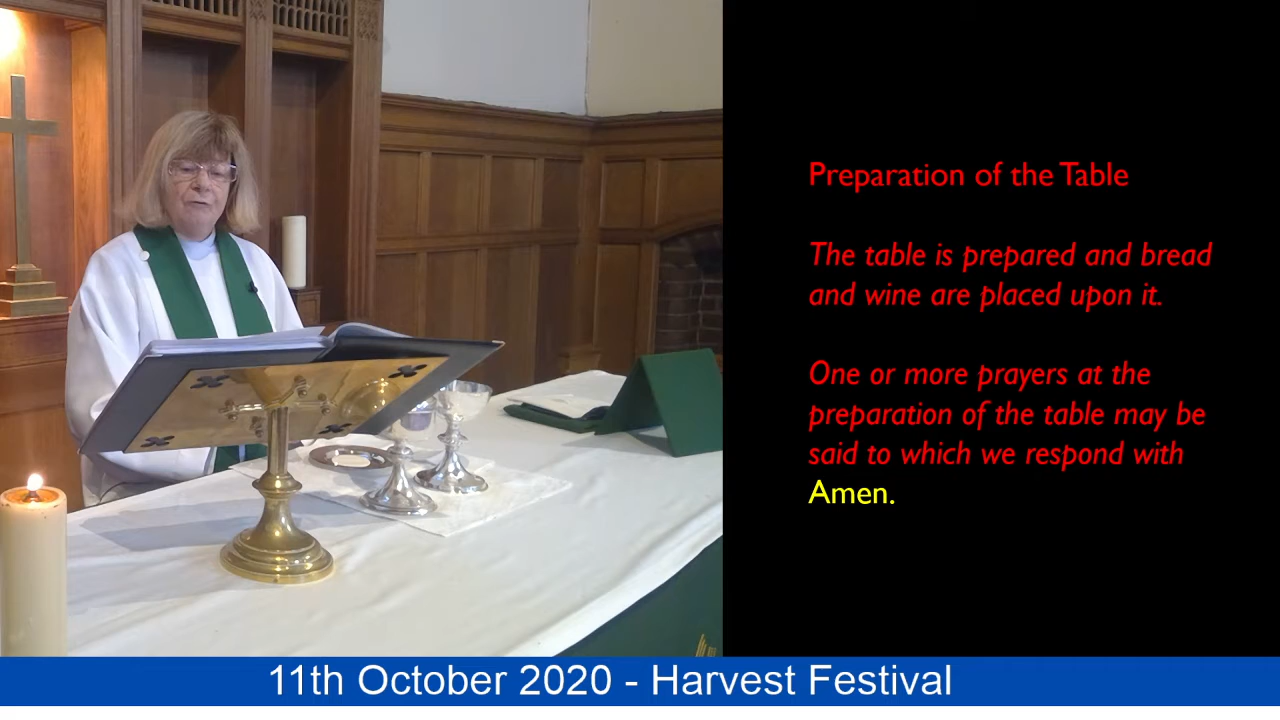 Preparation of the Table
The table is prepared and bread
and wine are placed upon it.
One or more prayers at the
preparation of the table may be
said to which we respond with
Amen.
11th October 2020 - Harvest Festival